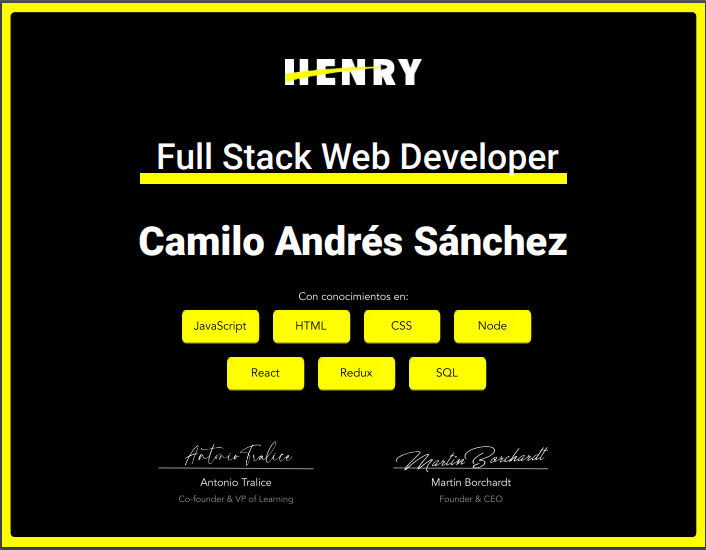 HENRY
Full Stack Web Developer
Camilo Andrés Sánchez
Con conocimientos en:
JavaScript HTML CSS Node
React Redux SQL
Antonio Tralice Martin Borchardt
Antonio Tralice Martín Borchardt
Co-founder & VP of Learning Founder & CEO